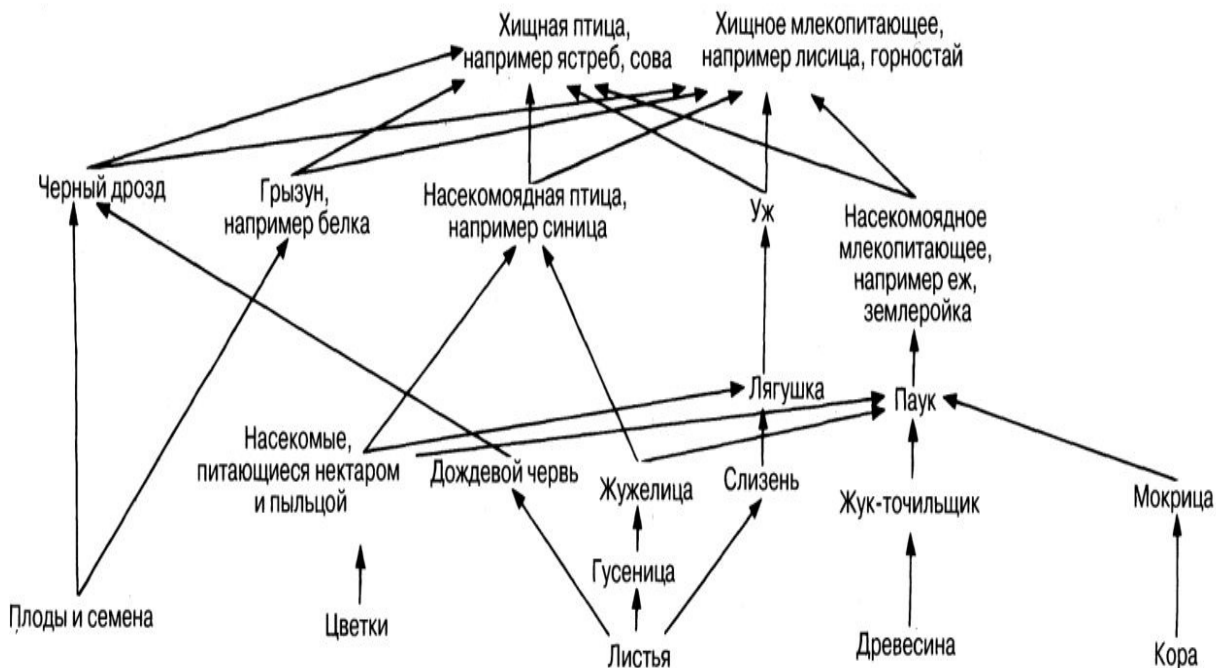 Хищная птица,
например ястреб, сова
Хищное млекопитающее,
например лисица, горностай
Черный дрозд
Грызун,
например белка
Насекомоядная птица,
например синица
Уж
Насекомоядное
млекопитающее,
например еж,
землеройка
Лягушка
Паук
Насекомые,
питающиеся нектаром
и пыльцой
Дождевой червь
Жужелица
Слизень
Жук-точильщик
Мокрица
Гусеница
Плоды и семена
Цветки
Листья
Древесина
Кора